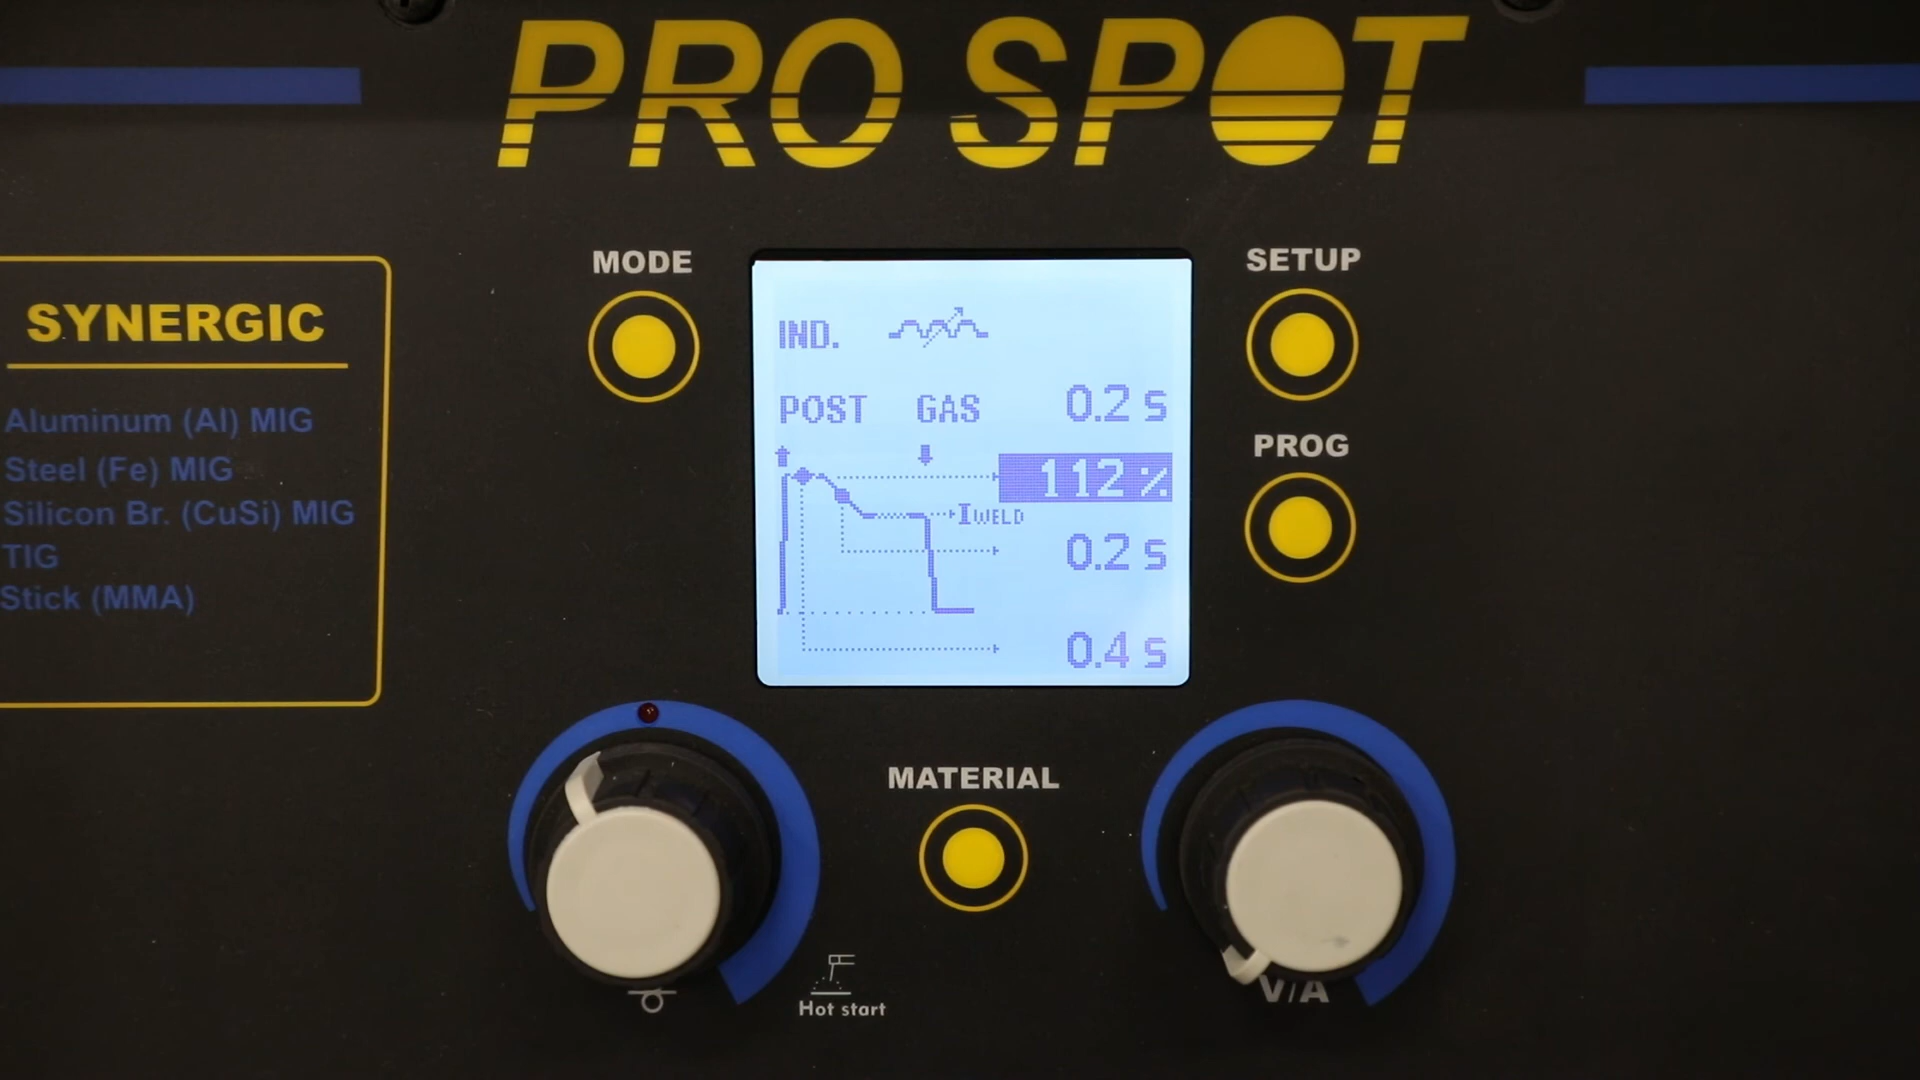 PRO SPOT
MODE
SETUP
SYNERGIC
Aluminum (Al) MIG
Steel (Fe) MIG
Silicon Br. (CuSi) MIG
TIG
Stick (MMA)
IND.
POST GAS 0.2 s
112 %
IWELD
0.2 s
0.4 s
PROG
MATERIAL
Hot start
V/A